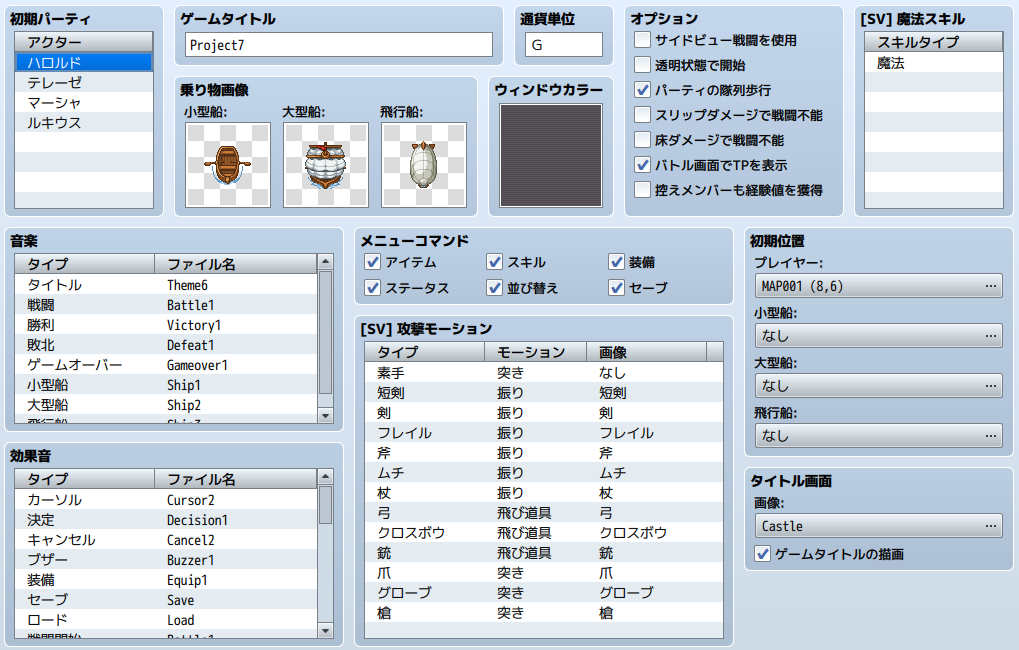 初期パーティ
アクター
ハロルド
テレーゼ
マーシャ
ルキウス
ゲームタイトル
Project7
通貨単位
G
オプション
サイドビュー戦闘を使用
透明状態で開始
パーティの隊列歩行
スリップダメージで戦闘不能
床ダメージで戦闘不能
バトル画面でTPを表示
控えメンバーも経験値を獲得
[SV] 魔法スキル
スキルタイプ
魔法
乗り物画像
小型船: 大型船: 飛行船:
ウィンドウカラー
音楽
タイプ ファイル名
タイトル Theme6
戦闘 Battle1
勝利 Victory1
敗北 Defeat1
ゲームオーバー Gameover1
小型船 Ship1
大型船 Ship2
飛行船 Ship3
効果音
タイプ ファイル名
カーソル Cursor2
決定 Decision1
キャンセル Cancel2
ブザー Buzzer1
装備 Equip1
セーブ Save
ロード Load
戦闘開始 Battle1
メニューコマンド
アイテム スキル 装備
ステータス 並び替え セーブ
[SV] 攻撃モーション
タイプ モーション 画像
素手 突き なし
短剣 振り 短剣
剣 振り 剣
フレイル 振り フレイル
斧 振り 斧
ムチ 振り ムチ
杖 振り 杖
弓 飛び道具 弓
クロスボウ 飛び道具 クロスボウ
銃 飛び道具 銃
爪 突き 爪
グローブ 突き グローブ
槍 突き 槍
初期位置
プレイヤー:
MAP001 (8,6) ...
小型船:
なし ...
大型船:
なし ...
飛行船:
なし ...
タイトル画面
画像:
Castle ...
ゲームタイトルの描画